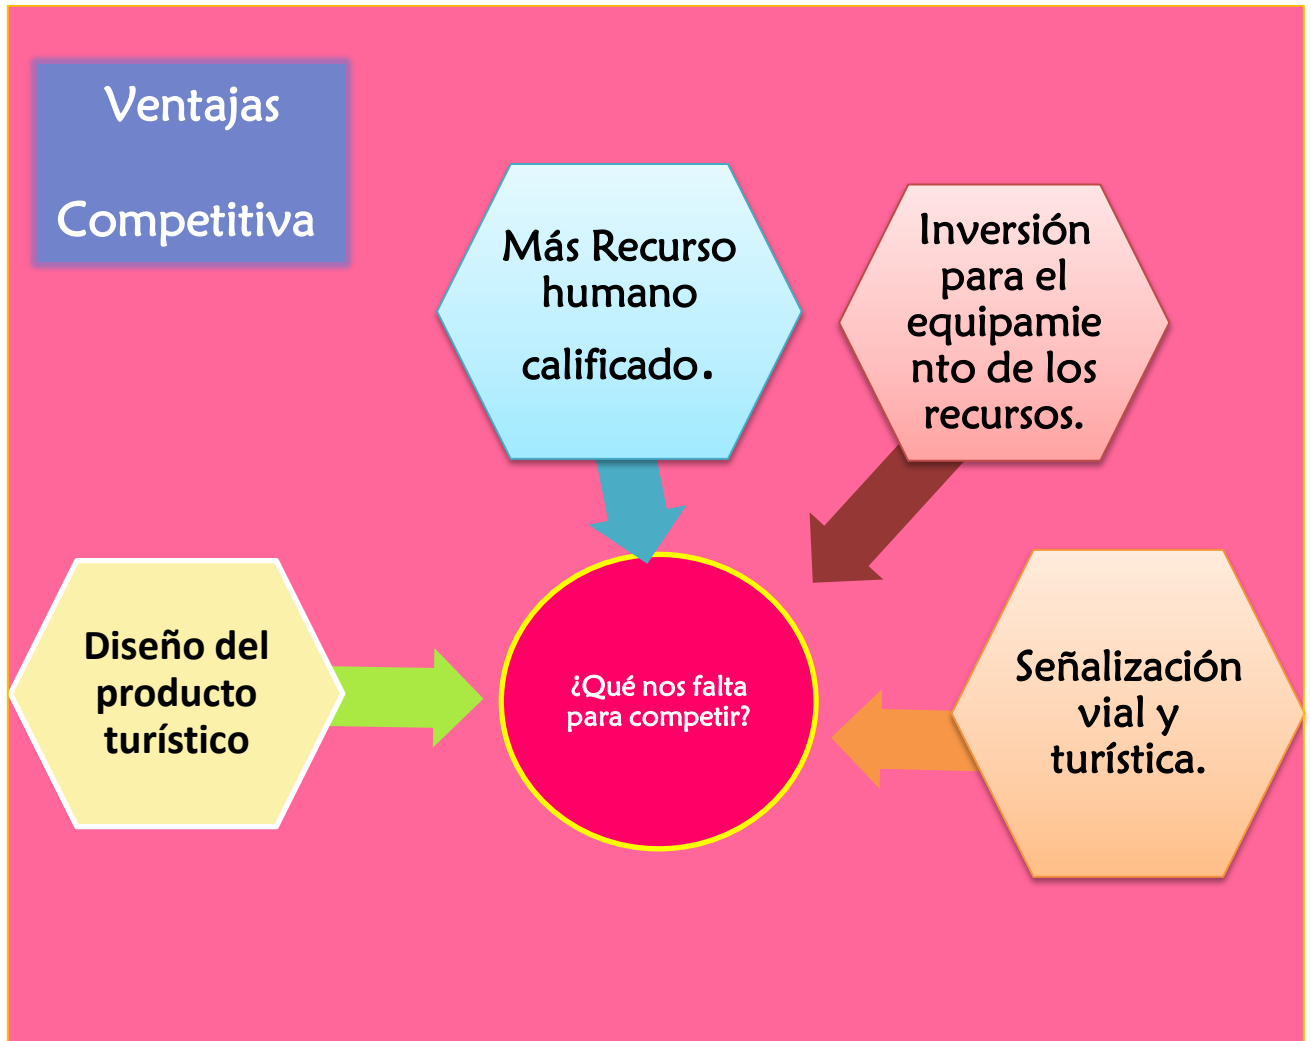 Ventajas
Competitiva
Más Recurso
humano
calificado.
Inversión
para el
equipamie
nto de los
recursos.
Diseño del
producto
turístico
¿Qué nos falta
para competir?
Señalización
vial y
turística.